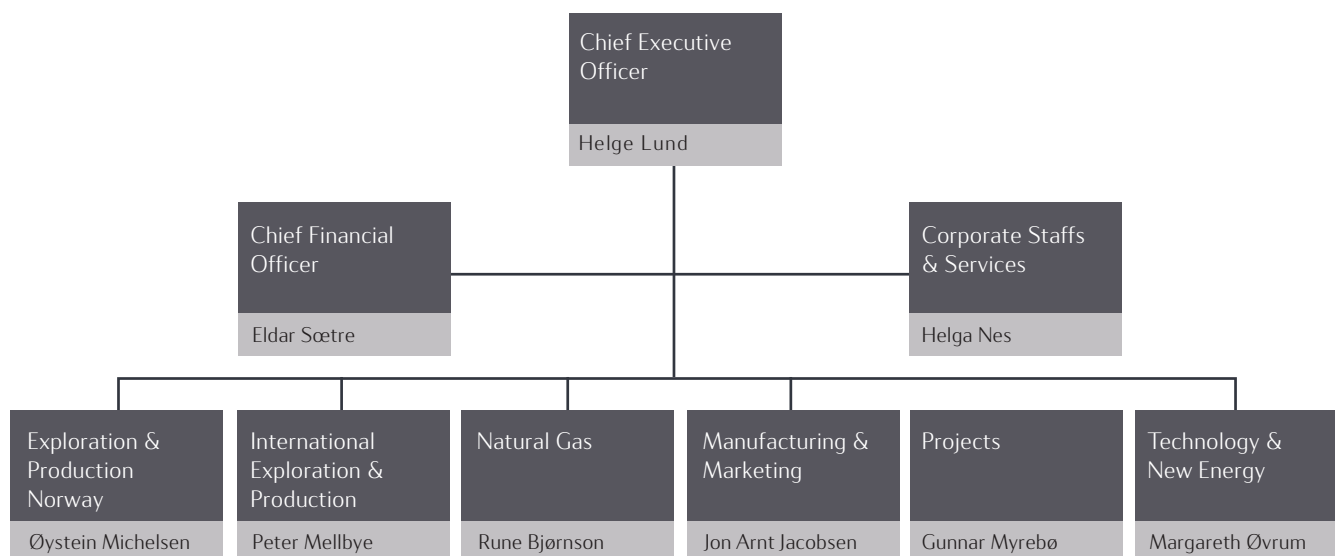 Chief Executive
Officer
Helge Lund
Chief Financial
Officer
Eldar Sætre
Corporate Staffs
& Services
Helga Nes
Exploration &
Production
Norway
Øystein Michelsen
International
Exploration &
Production
Peter Mellbye
Natural Gas
Rune Bjørnson
Manufacturing &
Marketing
Jon Arnt Jacobsen
Projects
Gunnar Myrebø
Technology &
New Energy
Margareth Øvrum